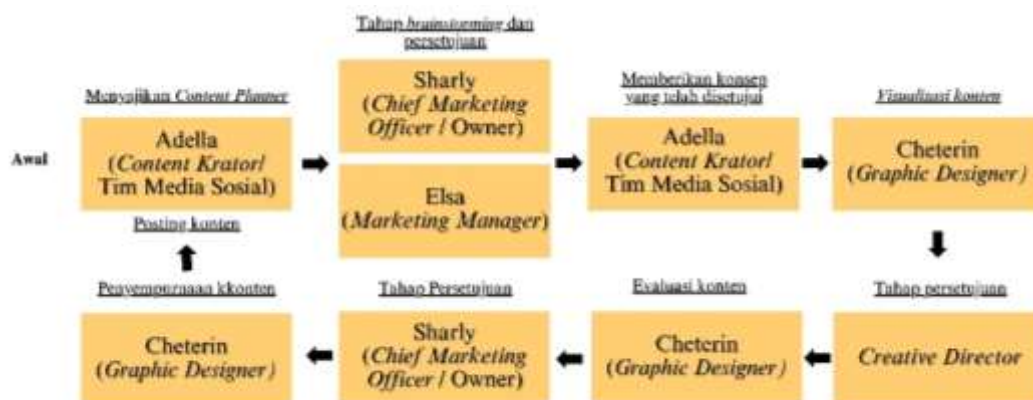 Tahap brainstorming dan
persetujuan
Sharly
(Chief Marketing
Officer / Owner)
Elsa
(Marketing Manager)
Menyajikan Content Planner
Awal
Adella
(Content Krator/
Tim Media Sosial)
Posting konten
Memberikan konsep
yang telah disetujui
Adella
(Content Krator/
Tim Media Sosial)
Visualisasi konten
Cheterin
(Graphic Designer)
Tahap persetujuan
Creative Director
Evaluasi konten
Cheterin
(Graphic Designer)
Tahap Persetujuan
Sharly
(Chief Marketing
Officer / Owner)
Penyempurnaan kkonten
Cheterin
(Graphic Designer)